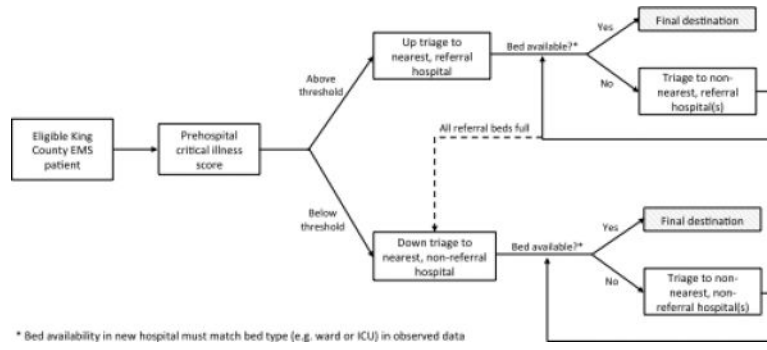 Eligible King
County EMS
patient
Prehospital
critical illness
score
Above
threshold
Below
threshold
Up triage to
nearest, referral
hospital
Bed available?*
Yes
Final destination
No
Triage to non-
nearest, referral
hospital(s)
All referral beds full
Down triage to
nearest, non-referral
hospital
Bed available?*
Yes
Final destination
No
Triage to non-
nearest, non-
referral hospital(s)
* Bed availability in new hospital must match bed type (e.g. ward or ICU) in observed data